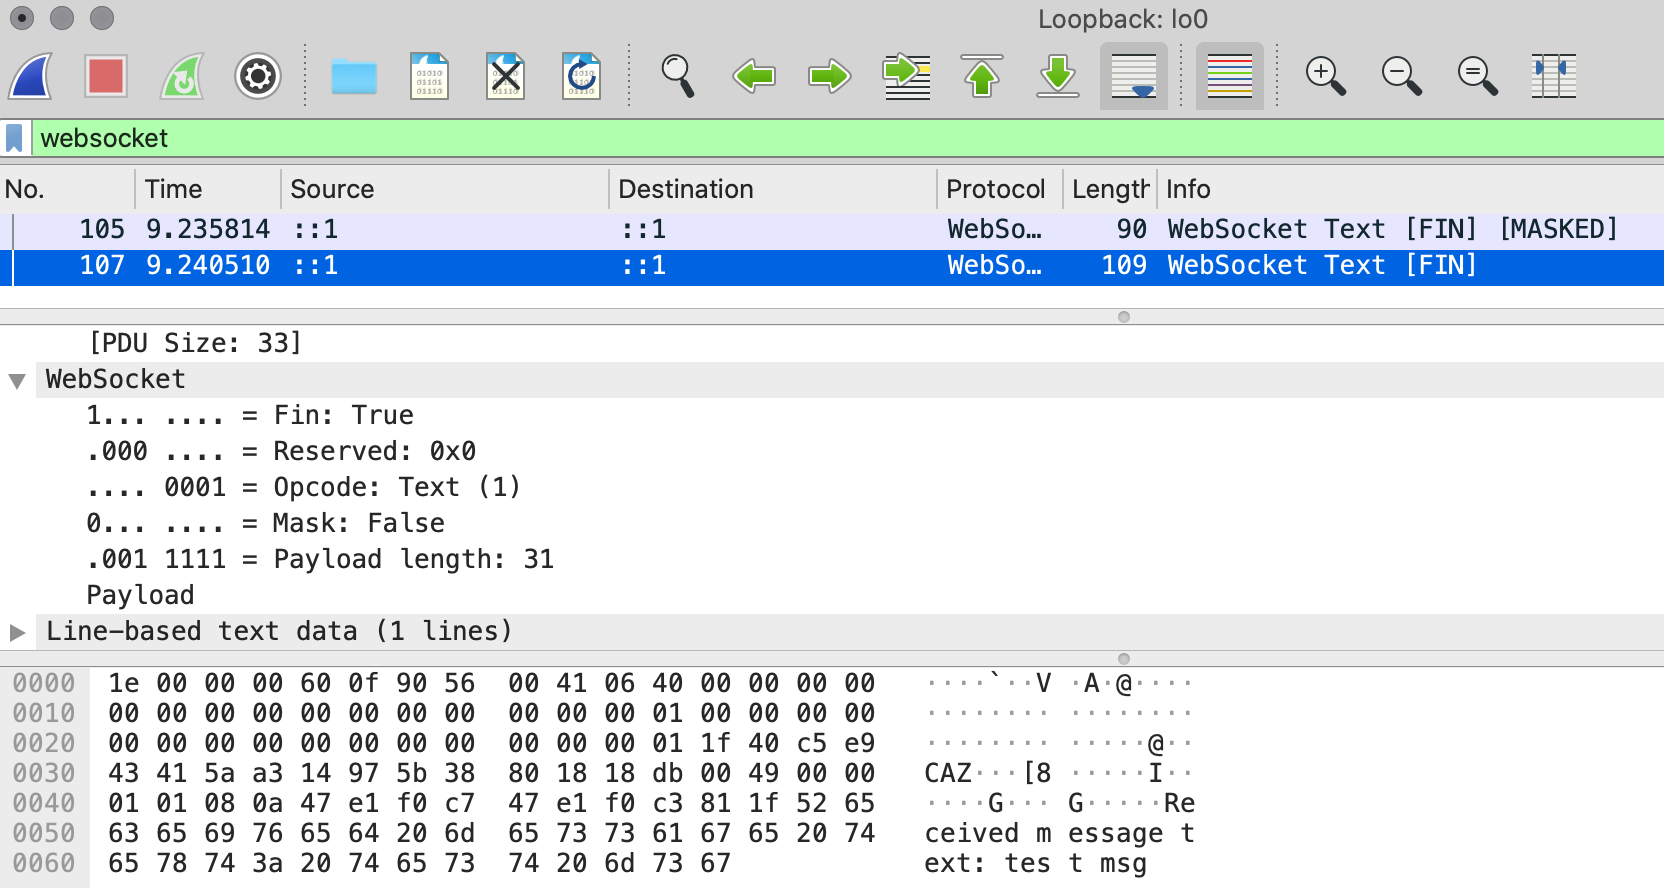 Loopback: lo0
websocket
No. Time Source Destination Protocol Length Info
105 9.235814 ::1 ::1 WebSo… 90 WebSocket Text [FIN] [MASKED]
107 9.240510 ::1 ::1 WebSo… 109 WebSocket Text [FIN]
[PDU Size: 33]
WebSocket
1... .... = Fin: True
.000 .... = Reserved: 0x0
.... 0001 = Opcode: Text (1)
0... .... = Mask: False
.001 1111 = Payload length: 31
Payload
Line-based text data (1 lines)
0000 1e 00 00 00 60 0f 90 56 00 41 06 40 00 00 00 00 ····`··V ·A·@····
0010 00 00 00 00 00 00 00 00 00 00 00 01 00 00 00 00 ········ ········
0020 00 00 00 00 00 00 00 00 00 00 00 01 1f 40 c5 e9 ········ ·····@··
0030 43 41 5a a3 14 97 5b 38 80 18 18 db 00 49 00 00 CAZ···[8 ·····I··
0040 01 01 08 0a 47 e1 f0 c7 47 e1 f0 c3 81 1f 52 65 ····G··· G·····Re
0050 63 65 69 76 65 64 20 6d 65 73 73 61 67 65 20 74 ceived m essage t
0060 65 78 74 3a 20 74 65 73 74 20 6d 73 67 ext: tes t msg